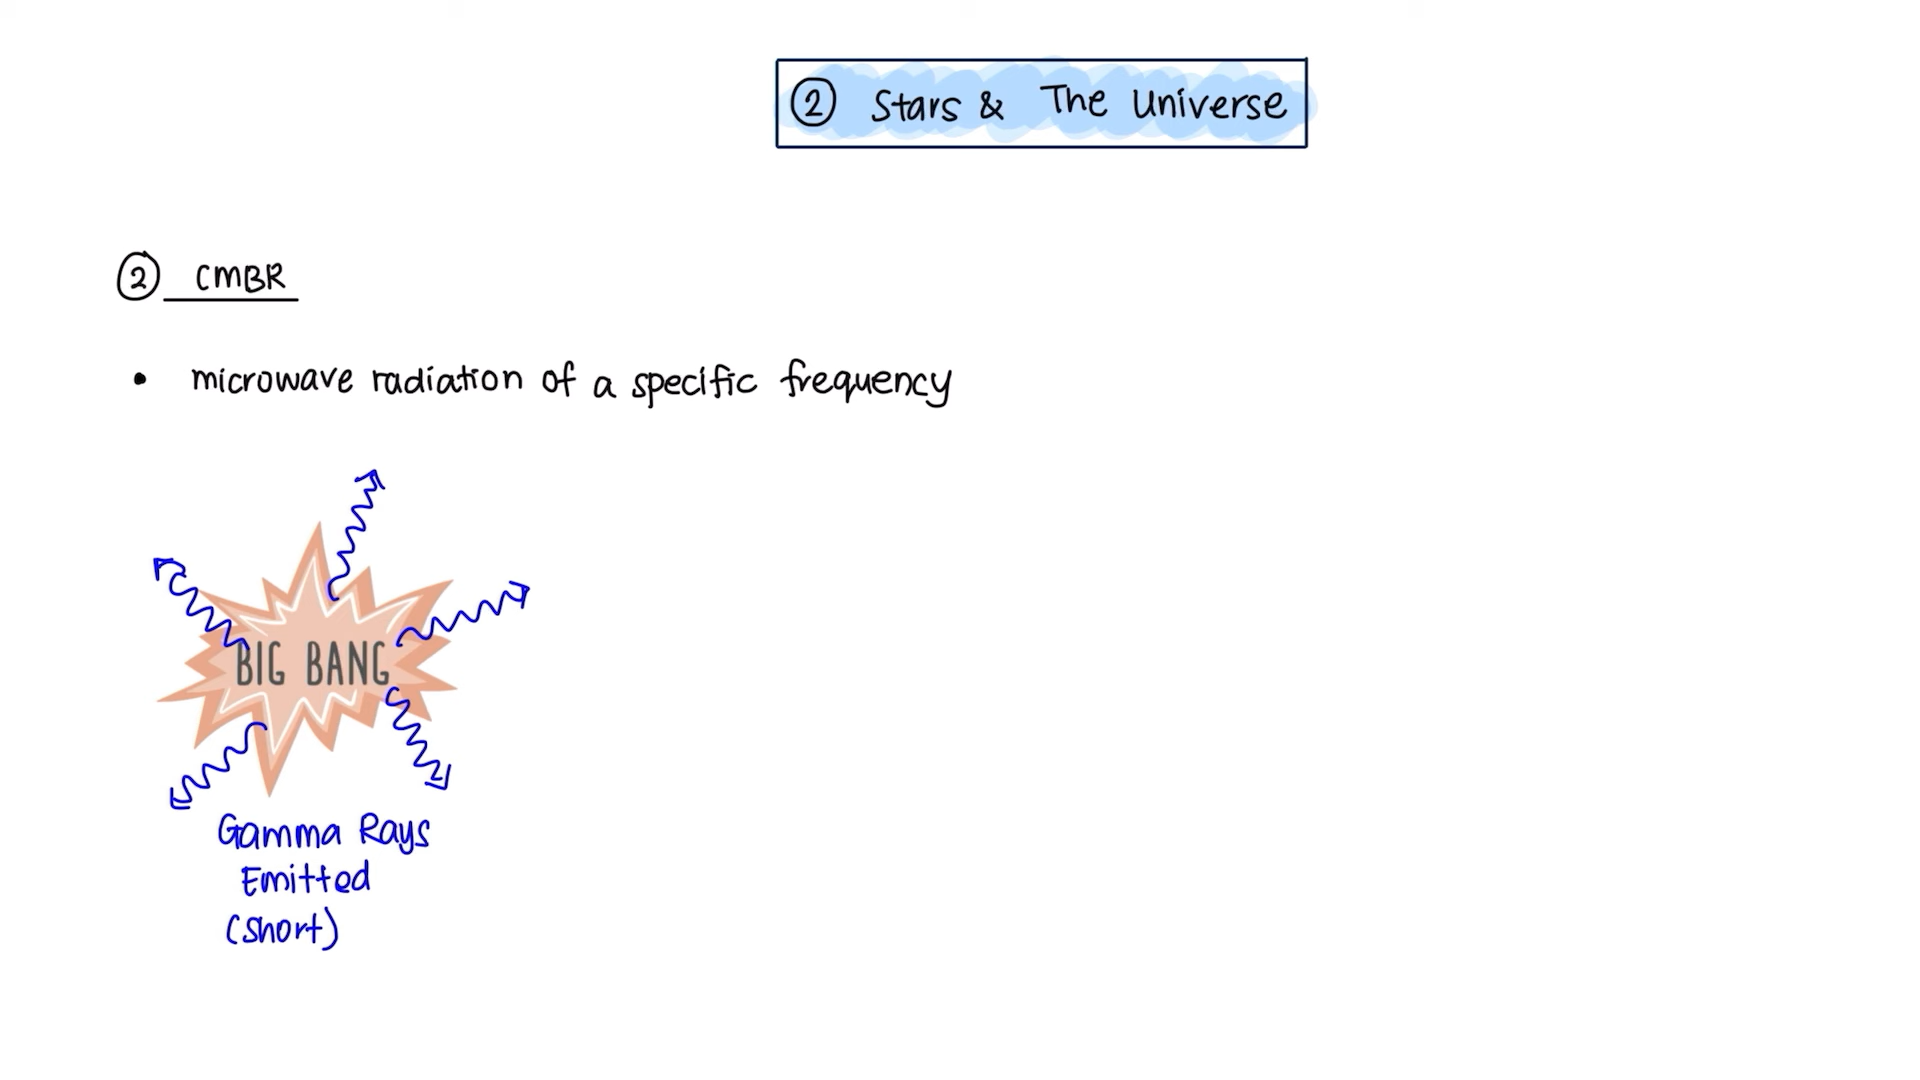 ② Stars & The Universe
② CMBR
• microwave radiation of a specific frequency
BIG BANG
Gamma Rays
Emitted
(short)